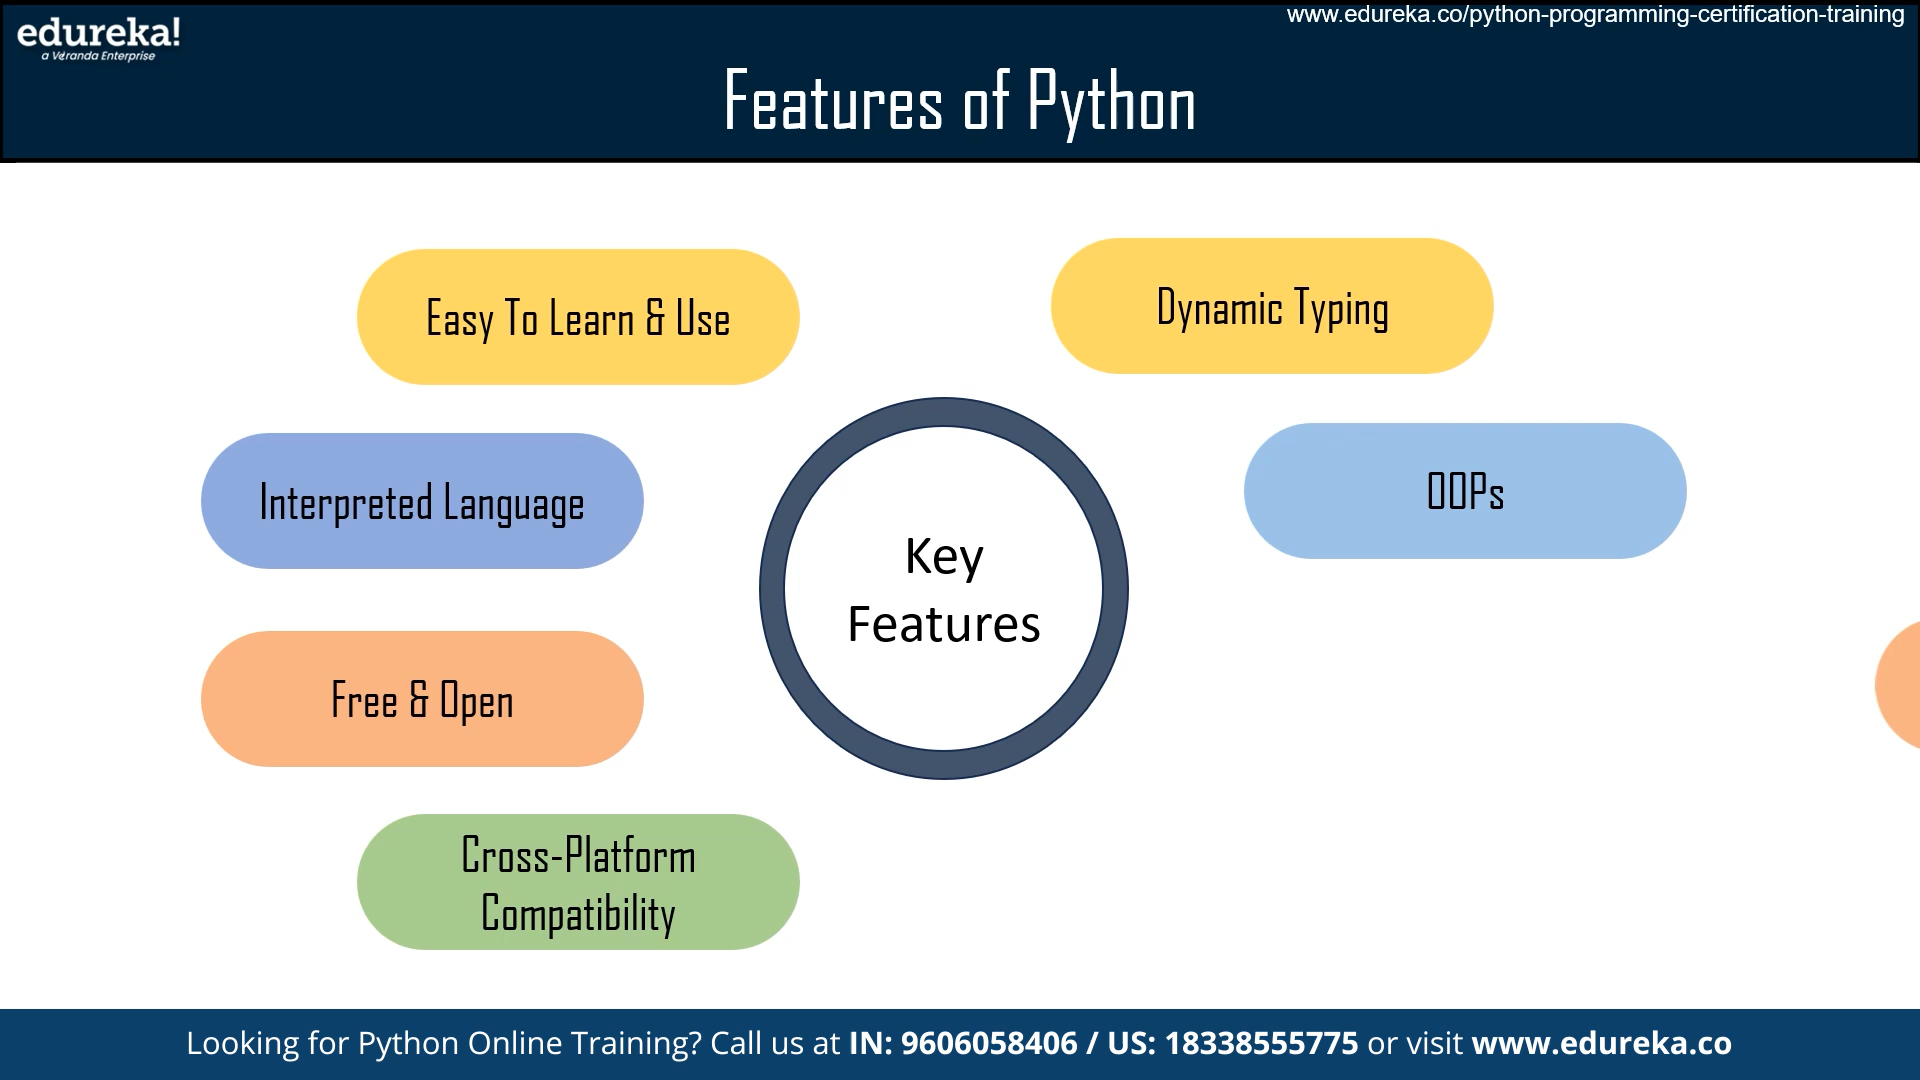 edureka!
a Veranda Enterprise
www.edureka.co/python-programming-certification-training
Features of Python
Easy To Learn & Use
Dynamic Typing
Interpreted Language
OOPs
Key
Features
Free & Open
Cross-Platform
Compatibility
Looking for Python Online Training? Call us at IN: 9606058406 / US: 18338555775 or visit www.edureka.co